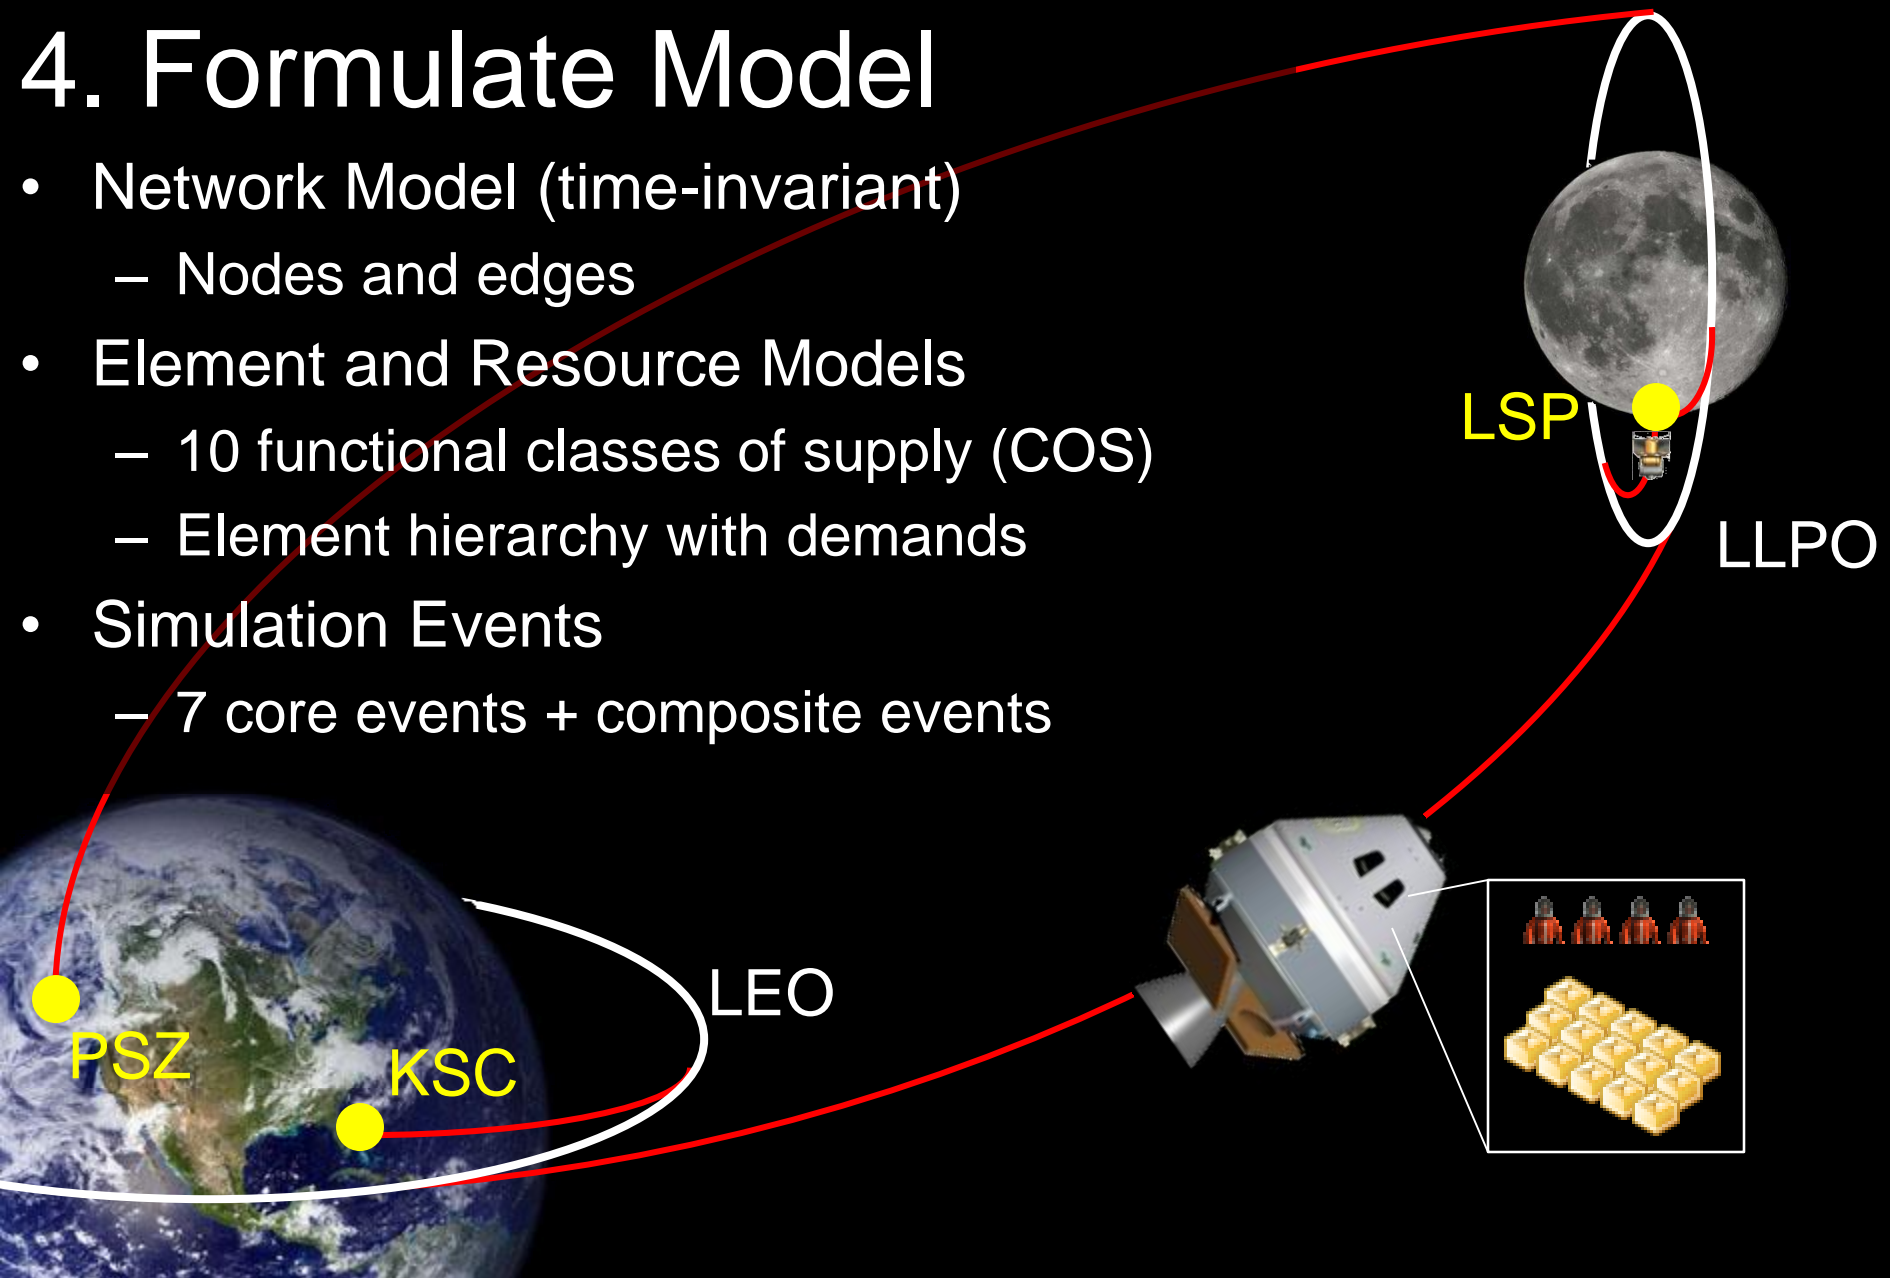 4. Formulate Model
• Network Model (time-invariant)
– Nodes and edges
• Element and Resource Models
– 10 functional classes of supply (COS)
– Element hierarchy with demands
• Simulation Events
– 7 core events + composite events
LSP
LLPO
LEO
PSZ
KSC